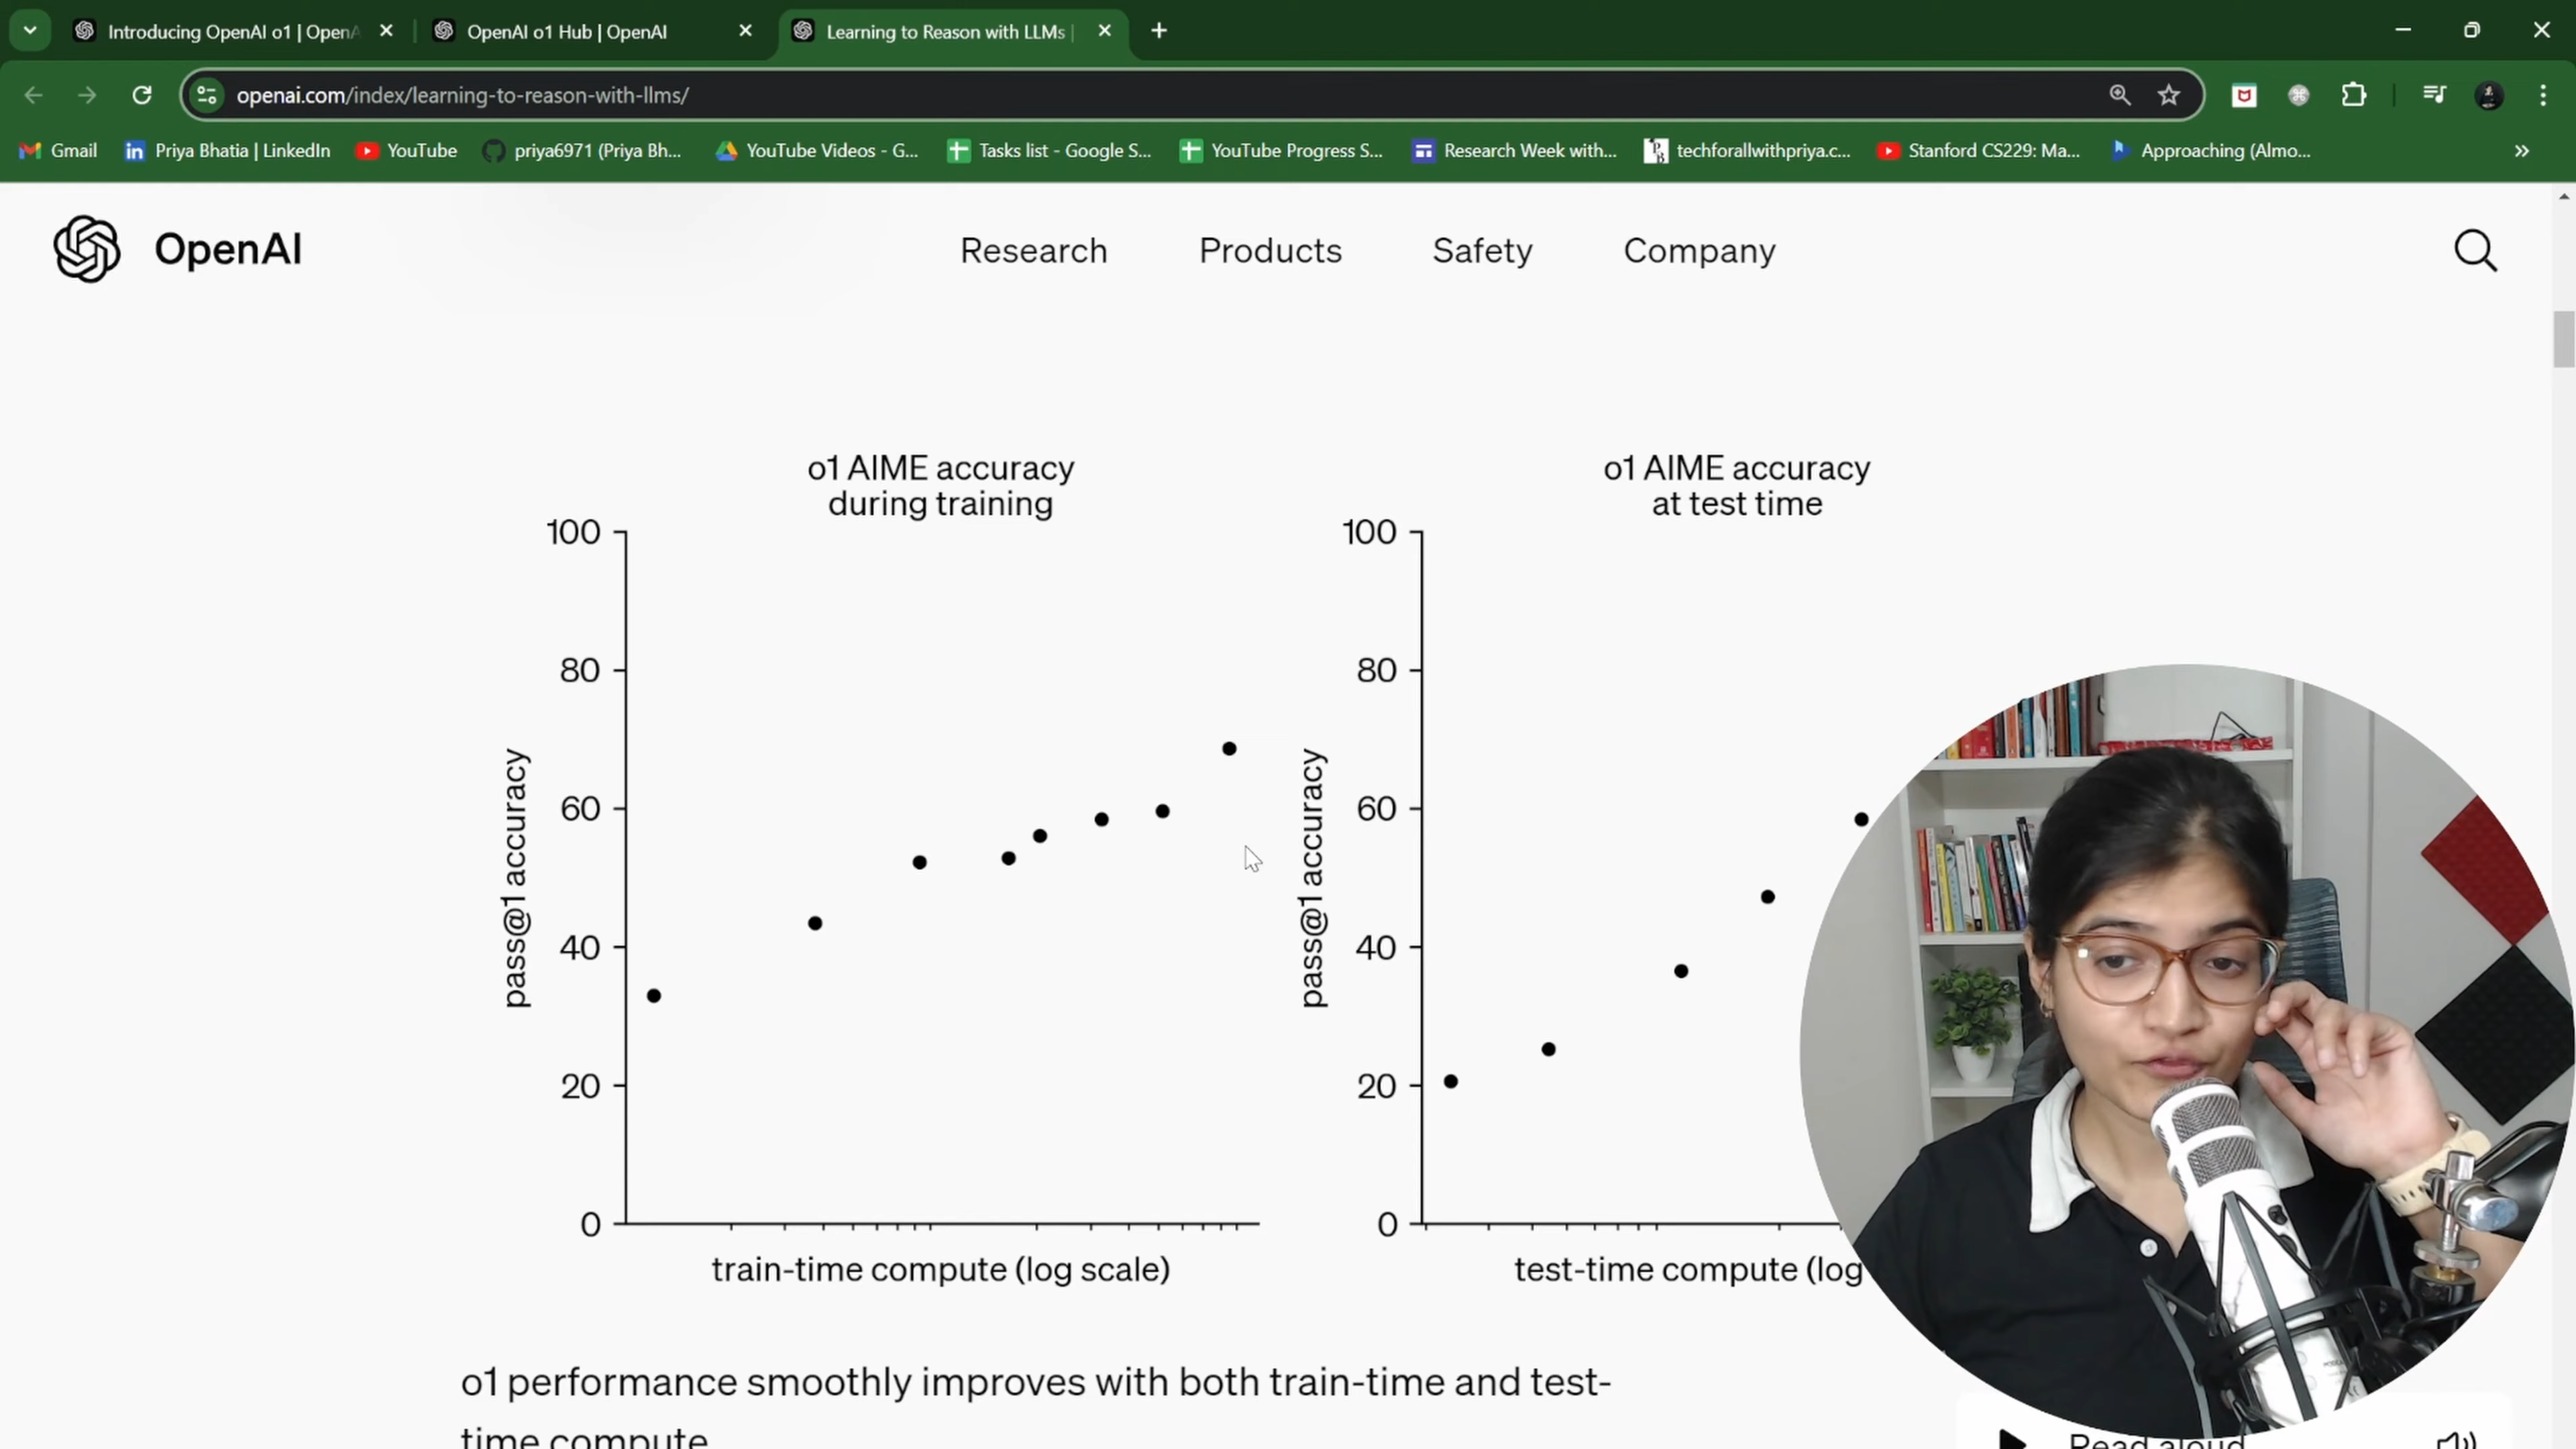 Introducing OpenAI o1 | OpenA
OpenAI o1 Hub | OpenAI
Learning to Reason with LLMs |
openai.com/index/learning-to-reason-with-llms/
Gmail
Priya Bhatia | LinkedIn
YouTube
priya6971 (Priya Bh...
YouTube Videos - G...
Tasks list - Google S...
YouTube Progress S...
Research Week with...
techforallwithpriya.c...
Stanford CS229: Ma...
Approaching (Almo...
OpenAI
Research
Products
Safety
Company
o1 AIME accuracy
during training
100
80
60
40
20
0
pass@1 accuracy
train-time compute (log scale)
o1 AIME accuracy
at test time
100
80
60
40
20
0
pass@1 accuracy
test-time compute (log
o1 performance smoothly improves with both train-time and test-
time compute
Read aloud